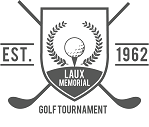 EST. 1962
LAUX
MEMORIAL
GOLF TOURNAMENT